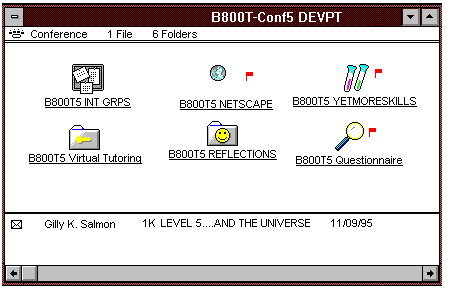 B800T-Conf5 DEVPT
Conference 1 File 6 Folders
B800T5 INT GRPS B800T5 NETSCAPE B800T5 YETMORESKILLS
B800T5 Virtual Tutoring B800T5 REFLECTIONS B800T5 Questionnaire
Gilly K. Salmon 1K LEVEL 5....AND THE UNIVERSE 11/09/95